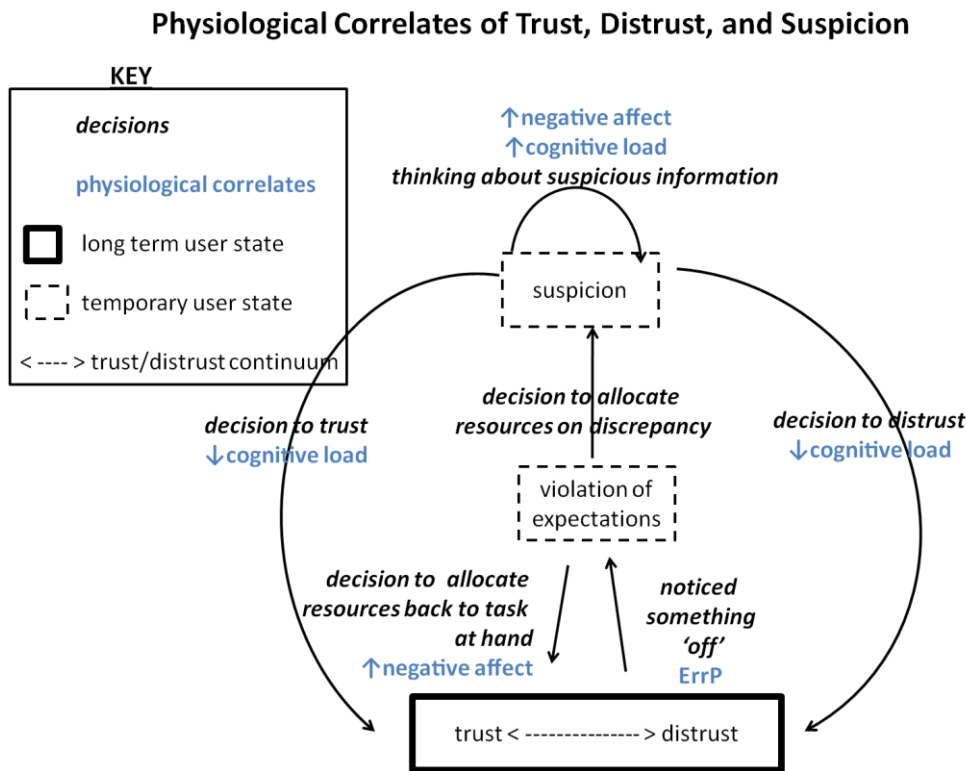 Physiological Correlates of Trust, Distrust, and Suspicion
KEY
decisions
physiological correlates
long term user state
temporary user state
< ---- > trust/distrust continuum
↑negative affect
↑cognitive load
thinking about suspicious information
suspicion
decision to trust
↓cognitive load
decision to allocate
resources on discrepancy
decision to distrust
↓cognitive load
violation of
expectations
decision to allocate
resources back to task
at hand
↑negative affect
noticed
something
‘off’
ErrP
trust < --------------- > distrust